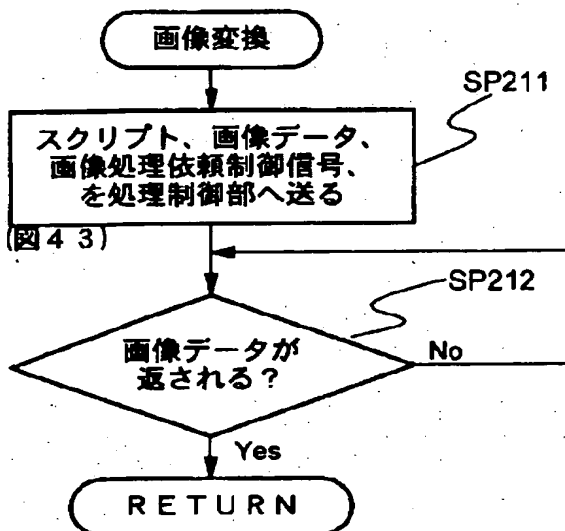 画像変換
SP211
スクリプト、画像データ、
画像処理依頼制御信号、
を処理制御部へ送る
(図43)
SP212
画像データが
返される?
No
Yes
RETURN